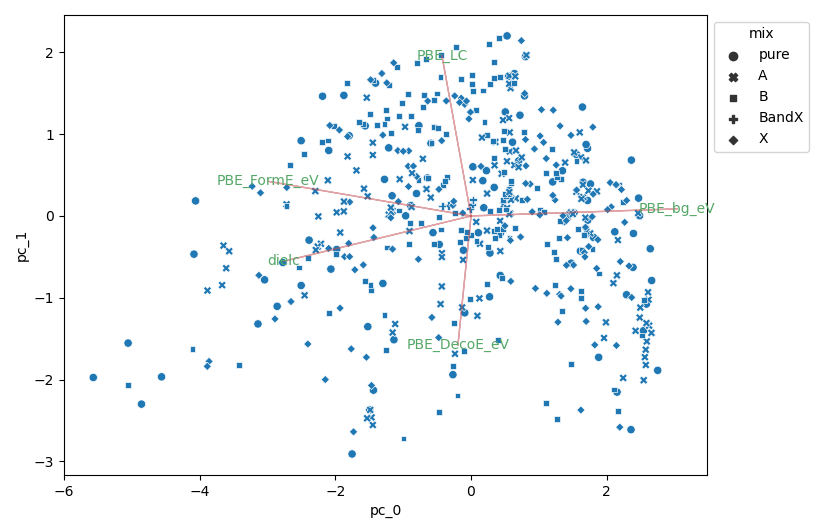 mix
pure
A
B
BandX
X
PBE_LC
PBE_FormE_eV
PBE_bg_eV
dielc
PBE_DecoE_eV
pc_1
2
1
0
−1
−2
−3
−6
−4
−2
0
2
pc_0